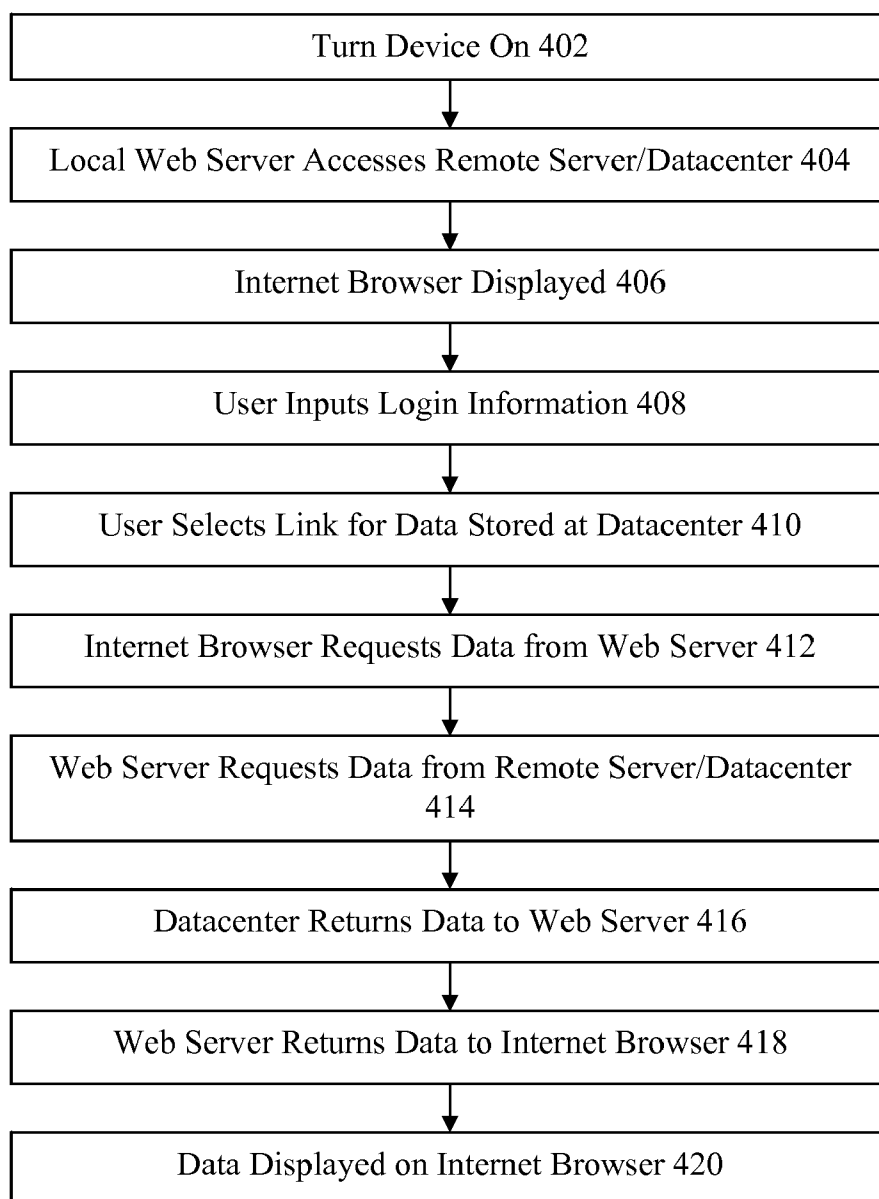 Turn Device On 402
Local Web Server Accesses Remote Server/Datacenter 404
Internet Browser Displayed 406
User Inputs Login Information 408
User Selects Link for Data Stored at Datacenter 410
Internet Browser Requests Data from Web Server 412
Web Server Requests Data from Remote Server/Datacenter
414
Datacenter Returns Data to Web Server 416
Web Server Returns Data to Internet Browser 418
Data Displayed on Internet Browser 420